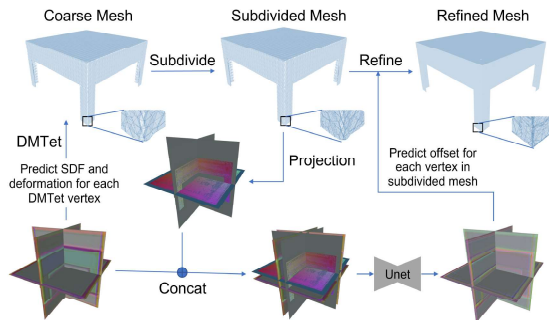 Coarse Mesh
Subdivided Mesh
Refined Mesh
Subdivide
Refine
DMTet
Predict SDF and
deformation for each
DMTet vertex
Projection
Predict offset for
each vertex in
subdivided mesh
Concat
Unet